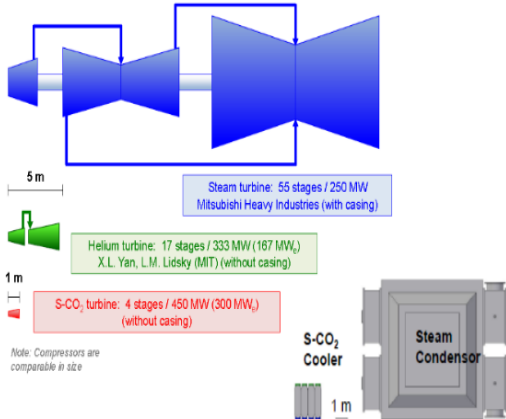 5 m
Steam turbine: 55 stages / 250 MW
Mitsubishi Heavy Industries (with casing)
Helium turbine: 17 stages / 333 MW (167 MWe)
X.L. Yan, L.M. Lidsky (MIT) (without casing)
1 m
S-CO2 turbine: 4 stages / 450 MW (300 MWe)
(without casing)
Note: Compressors are
comparable in size
S-CO2
Cooler
Steam
Condensor
1 m